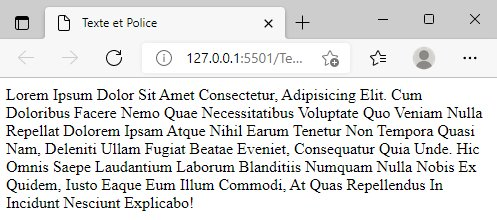 Texte et Police
127.0.0.1:5501/Te...
Lorem Ipsum Dolor Sit Amet Consectetur, Adipisicing Elit. Cum
Doloribus Facere Nemo Quae Necessitatibus Voluptate Quo Veniam Nulla
Repellat Dolorem Ipsam Atque Nihil Earum Tenetur Non Tempora Quasi
Nam, Deleniti Ullam Fugiat Beatae Eveniet, Consequatur Quia Unde. Hic
Omnis Saepe Laudantium Laborum Blanditiis Numquam Nulla Nobis Ex
Quidem, Iusto Eaque Eum Illum Commodi, At Quas Repellendus In
Incidunt Nesciunt Explicabo!